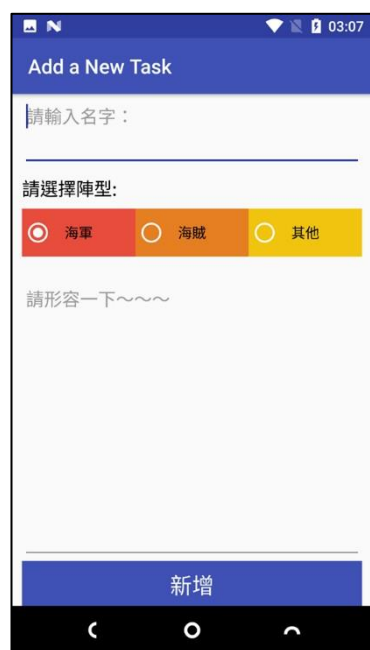 03:07
Add a New Task
請輸入名字：
請選擇陣型:
海軍 海賊 其他
請形容一下～～～
新增